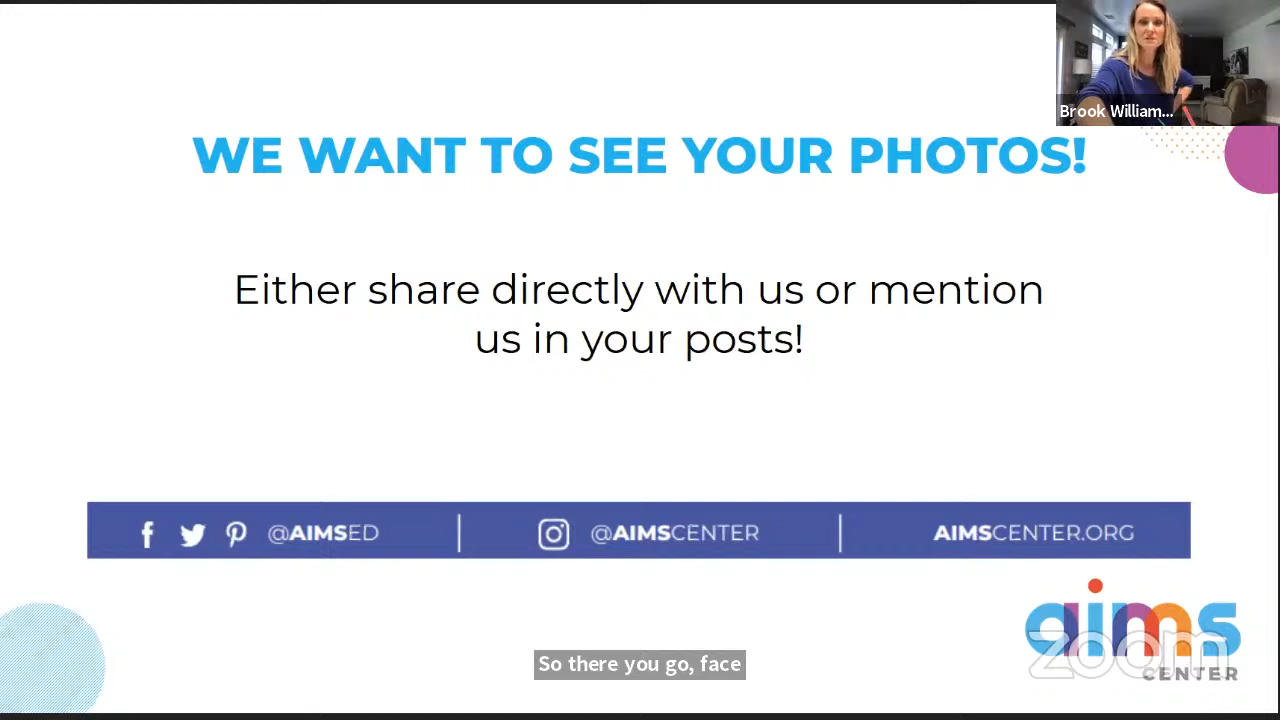 Brook William...
WE WANT TO SEE YOUR PHOTOS!
Either share directly with us or mention
us in your posts!
@AIMSED
@AIMSCENTER
AIMSCENTER.ORG
aims
zoom
CENTER
So there you go, face